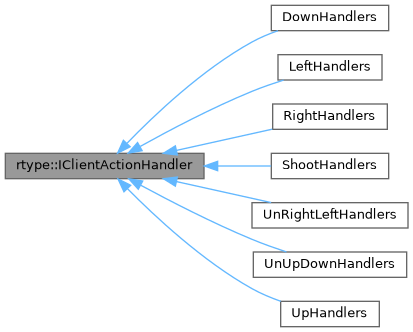 DownHandlers
LeftHandlers
RightHandlers
rtype::IClientActionHandler
ShootHandlers
UnRightLeftHandlers
UnUpDownHandlers
UpHandlers